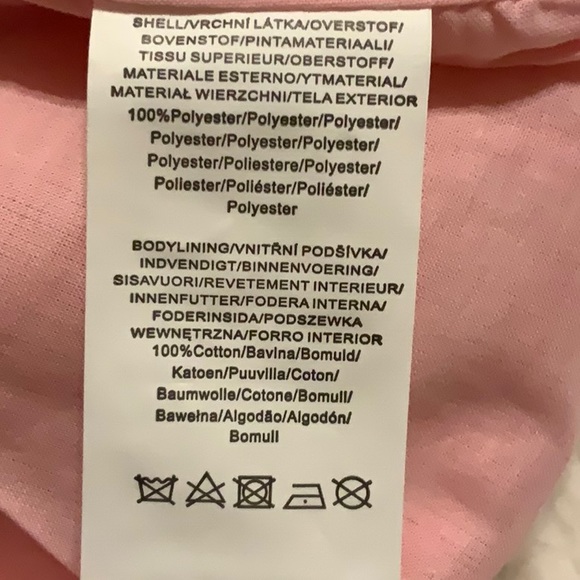 SHELL/VRCHNÍ LÁTKA/OVERSTOF/
BOVENSTOF/PINTAMATERIAALI/
TISSU SUPERIEUR/OBERSTOFF/
MATERIALE ESTERNO/YTMATERIAL/
MATERIAŁ WIERZCHNI/TELA EXTERIOR
100%Polyester/Polyester/Polyester/
Polyester/Polyester/Polyester/
Polyester/Poliestere/Polyester/
Poliester/Poliéster/Poliéster/
Polyester
BODYLINING/VNITŘNÍ PODŠÍVKA/
INDVENDIGT/BINNENVOERING/
SISAVUORI/REVETEMENT INTERIEUR/
INNENFUTTER/FODERA INTERNA/
FODERINSIDA/PODSZEWKA
WEWNĘTRZNA/FORRO INTERIOR
100%Cotton/Bavlna/Bomuld/
Katoen/Puuvilla/Coton/
Baumwolle/Cotone/Bomull/
Bawełna/Algodão/Algodón/
Bomull